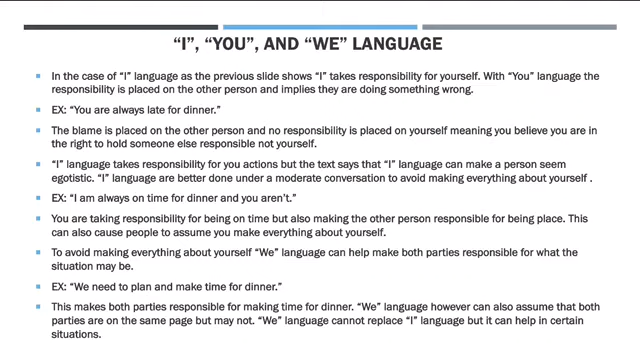 “I”, “YOU”, AND “WE” LANGUAGE
In the case of “I” language as the previous slide shows “I” takes responsibility for yourself. With “You” language the
responsibility is placed on the other person and implies they are doing something wrong.
EX: “You are always late for dinner.”
The blame is placed on the other person and no responsibility is placed on yourself meaning you believe you are in
the right to hold someone else responsible not yourself.
“I” language takes responsibility for you actions but the text says that “I” language can make a person seem
egotistic. “I” language are better done under a moderate conversation to avoid making everything about yourself .
EX: “I am always on time for dinner and you aren’t.”
You are taking responsibility for being on time but also making the other person responsible for being place. This
can also cause people to assume you make everything about yourself.
To avoid making everything about yourself “We” language can help make both parties responsible for what the
situation may be.
EX: “We need to plan and make time for dinner.”
This makes both parties responsible for making time for dinner. “We” language however can also assume that both
parties are on the same page but may not. “We” language cannot replace “I” language but it can help in certain
situations.